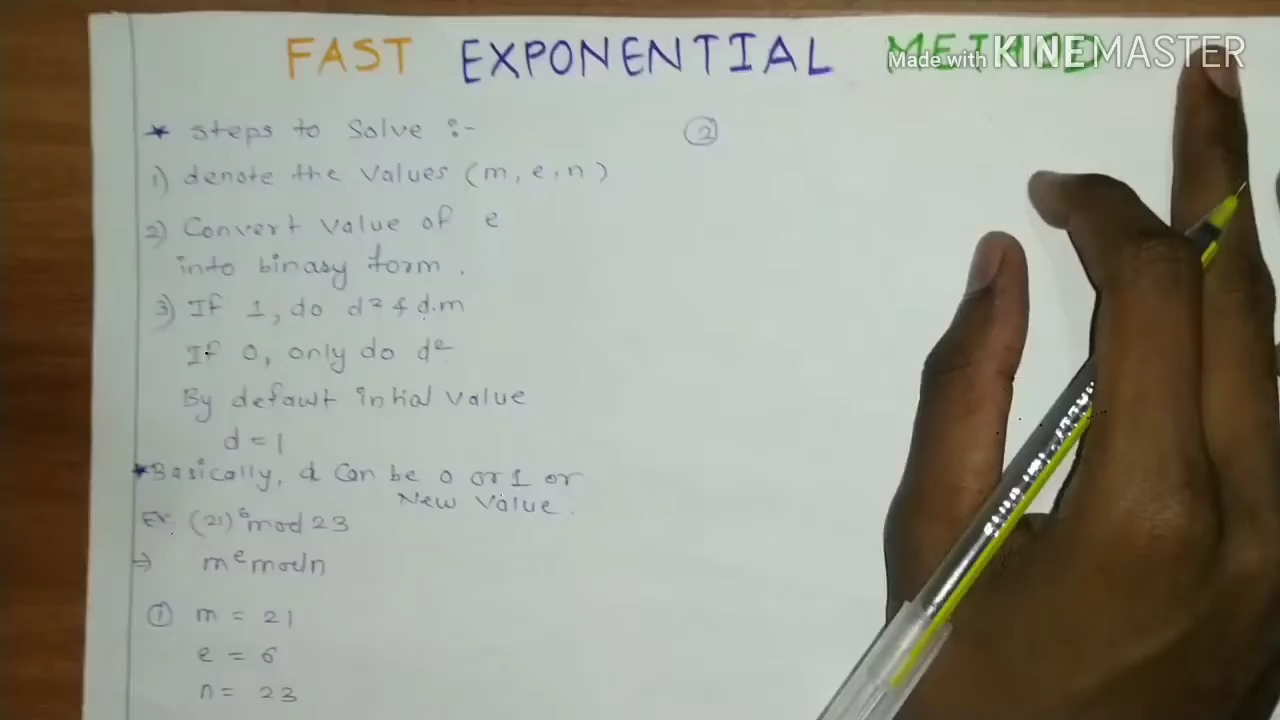 FAST EXPONENTIAL METHOD
Made with KINEMASTER
* Steps to Solve :-
1) denote the values (m, e, n)
2) Convert value of e
into binary form.
3) If 1, do d² & d.m
If 0, only do d²
By default intial value
d = 1
* Basically, d can be 0 or 1 or
New value.
Ex. (21)⁶ mod 23
⇒ mᵉ mod n
① m = 21
e = 6
n = 23
②